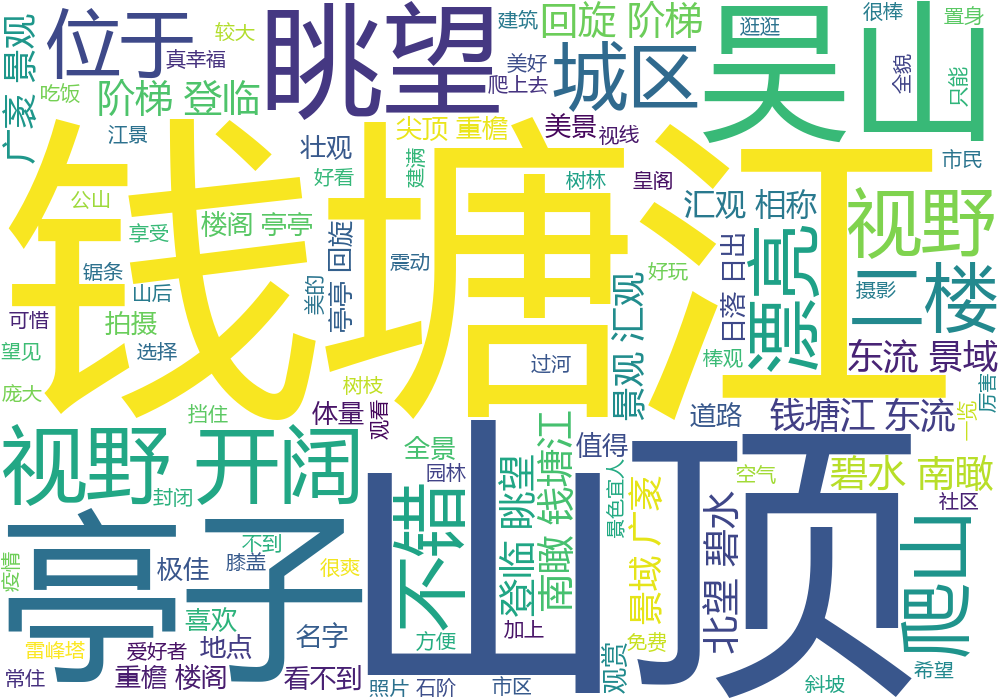 位于
真幸福
较大
眺望
建筑
回旋 阶梯
美好
爬上去
城区
逛逛
吴山
很棒
置身
全貌
只能
广袤 景观
吃饭
阶梯 登临
江景
壮观
好看
尖顶 重檐
美景
视线
建满
树林
皇阁
市民
钱塘江
公山
享受
楼阁 亭亭
回旋
亭亭
震动
汇观 相称
漂亮
视野
锯条
山后
美的
好玩
日落 日出
摄影
三楼
可惜
拍摄
望见
选择
景观 汇观
过河
棒观
东流 景域
厉害
庞大
树枝
挡住
体量
观看
道路
钱塘江 东流
一览
视野 开阔
封闭
全景
园林
不错
登临 眺望
南瞰 钱塘江
值得
景色宜人
景域 广袤
空气
碧水 南瞰
社区
山顶
北望 碧水
爬山
亭子
疫情
极佳
不到
膝盖
很爽
喜欢
地点
名字
方便
加上
免费
观赏
雷峰塔
爱好者
常住
重檐 楼阁
看不到
照片
石阶
市区
斜坡
希望